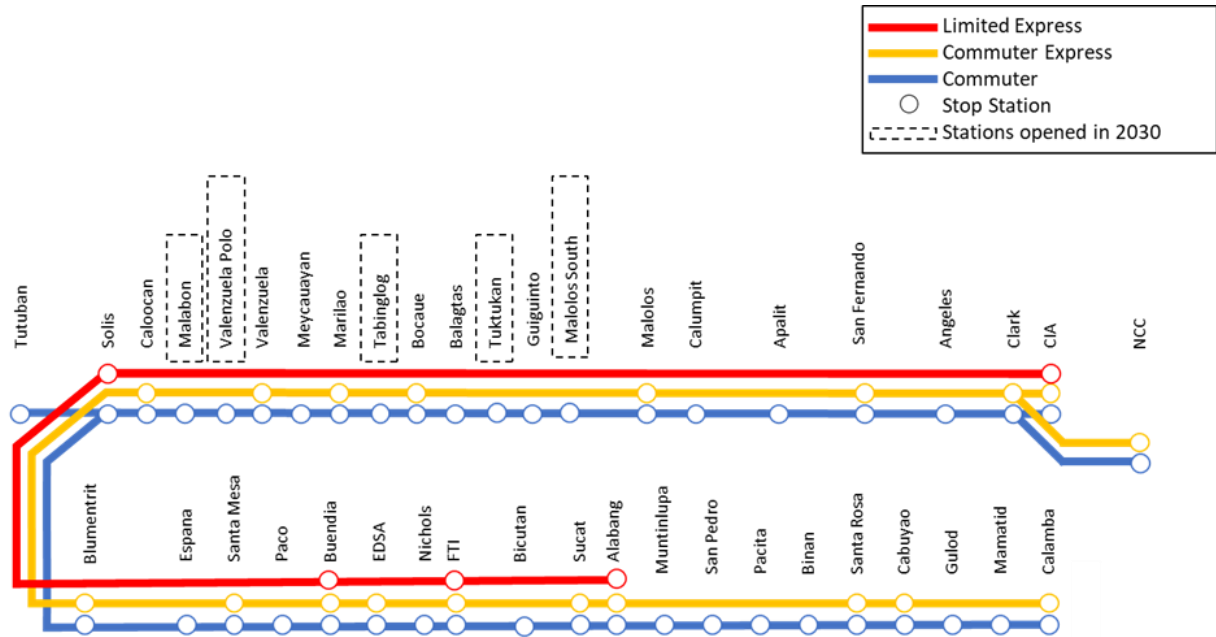 Limited Express
Commuter Express
Commuter
Stop Station
Stations opened in 2030
Tutuban
Solis
Caloocan
Malabon
Valenzuela Polo
Valenzuela
Meycauayan
Marilao
Tabinglog
Bocaue
Balagtas
Tuktukan
Guiguinto
Malolos South
Malolos
Calumpit
Apalit
San Fernando
Angeles
Clark
CIA
NCC
Blumentrit
Espana
Santa Mesa
Paco
Buendia
EDSA
Nichols
FTI
Bicutan
Sucat
Alabang
Muntinlupa
San Pedro
Pacita
Binan
Santa Rosa
Cabuyao
Gulod
Mamatid
Calamba